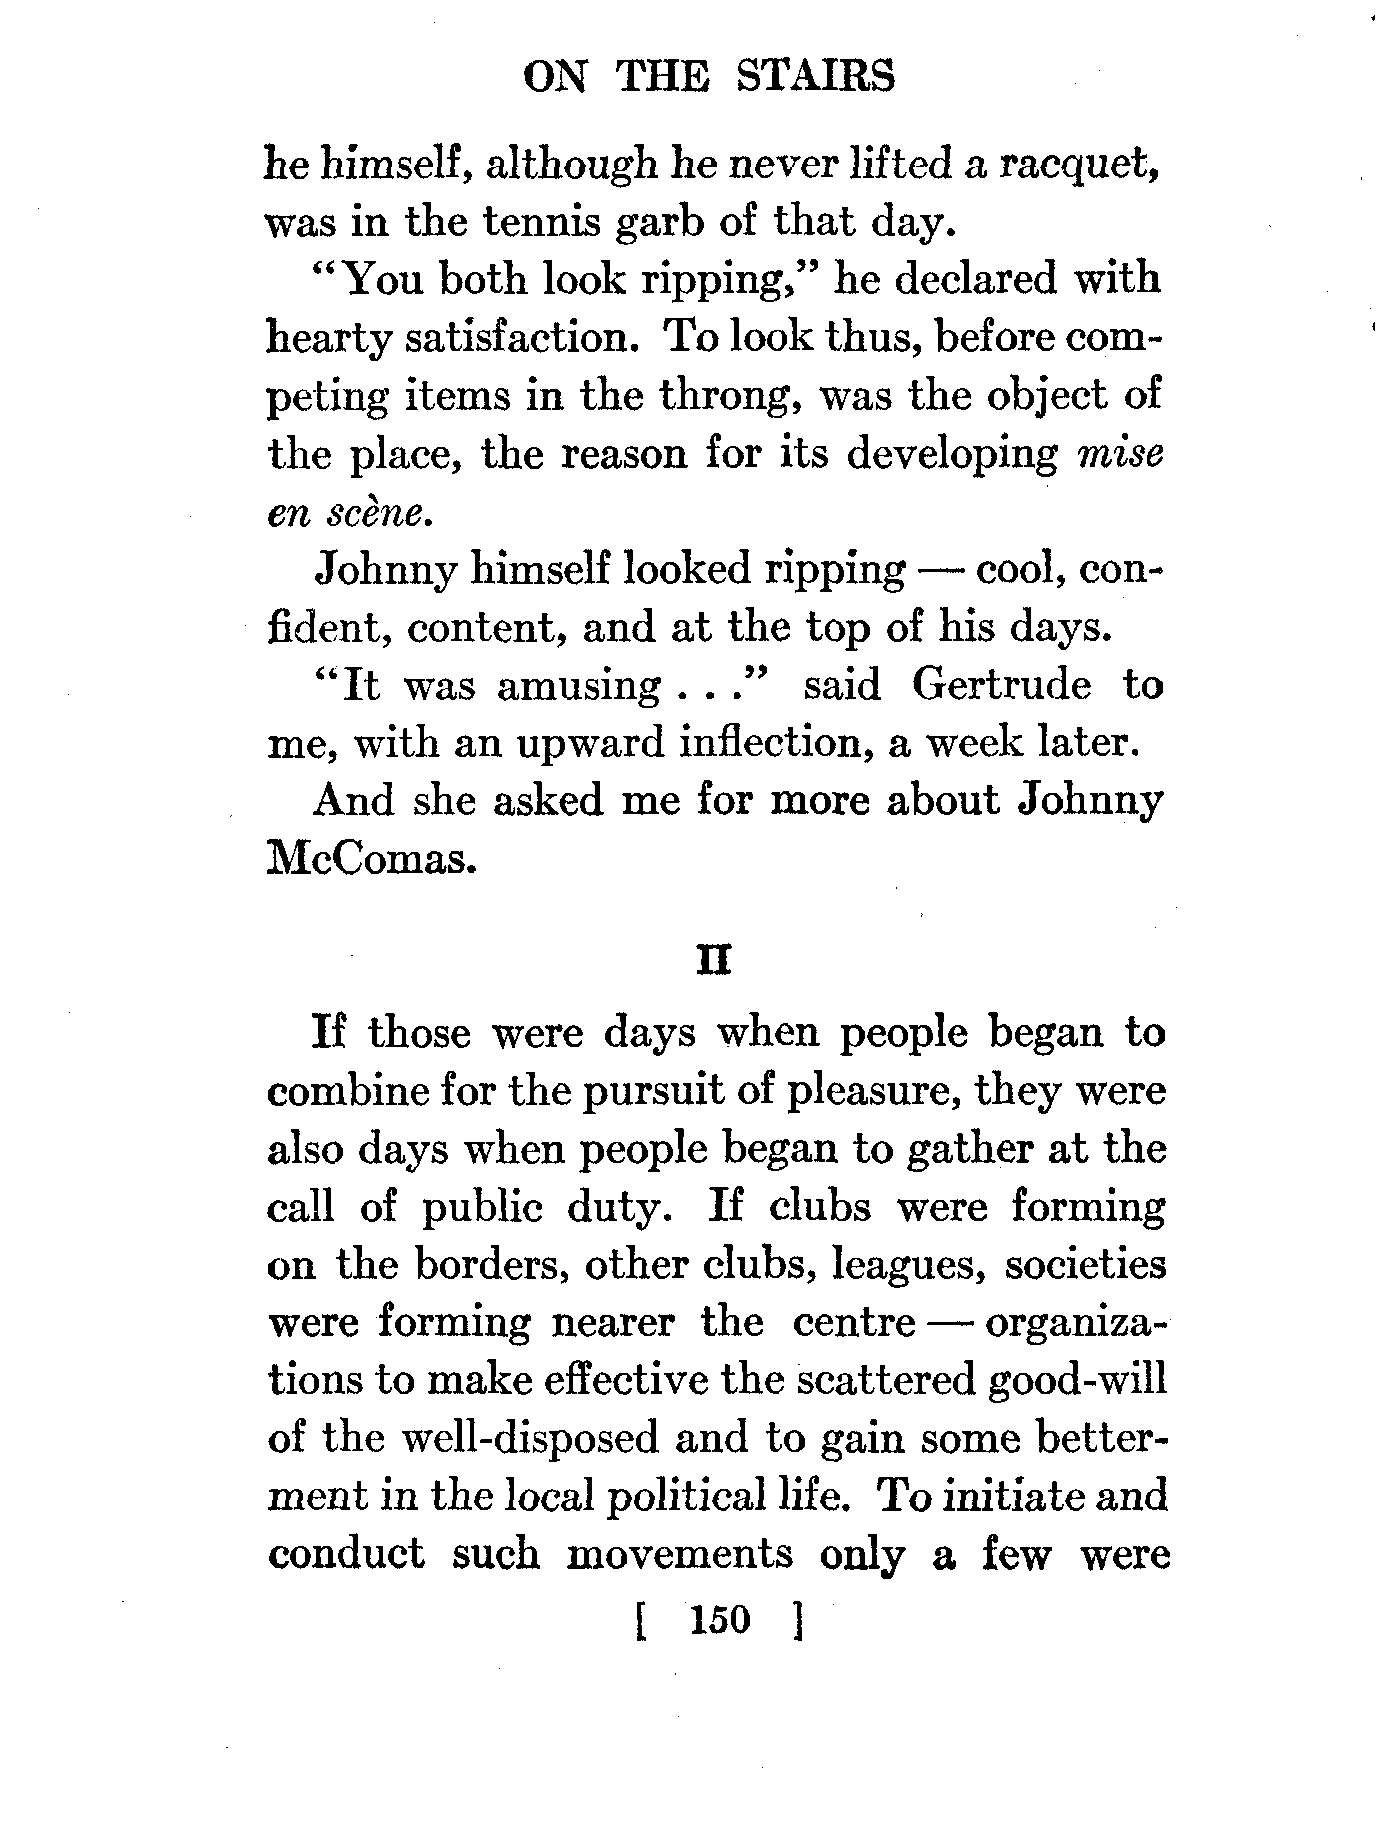 ON THE STAIRS
he himself, although he never lifted a racquet,
was in the tennis garb of that day.
“You both look ripping,” he declared with
hearty satisfaction. To look thus, before com-
peting items in the throng, was the object of
the place, the reason for its developing mise
en scène.
Johnny himself looked ripping — cool, con-
fident, content, and at the top of his days.
“It was amusing . . .” said Gertrude to
me, with an upward inflection, a week later.
And she asked me for more about Johnny
McComas.
II
If those were days when people began to
combine for the pursuit of pleasure, they were
also days when people began to gather at the
call of public duty. If clubs were forming
on the borders, other clubs, leagues, societies
were forming nearer the centre — organiza-
tions to make effective the scattered good-will
of the well-disposed and to gain some better-
ment in the local political life. To initiate and
conduct such movements only a few were
[ 150 ]